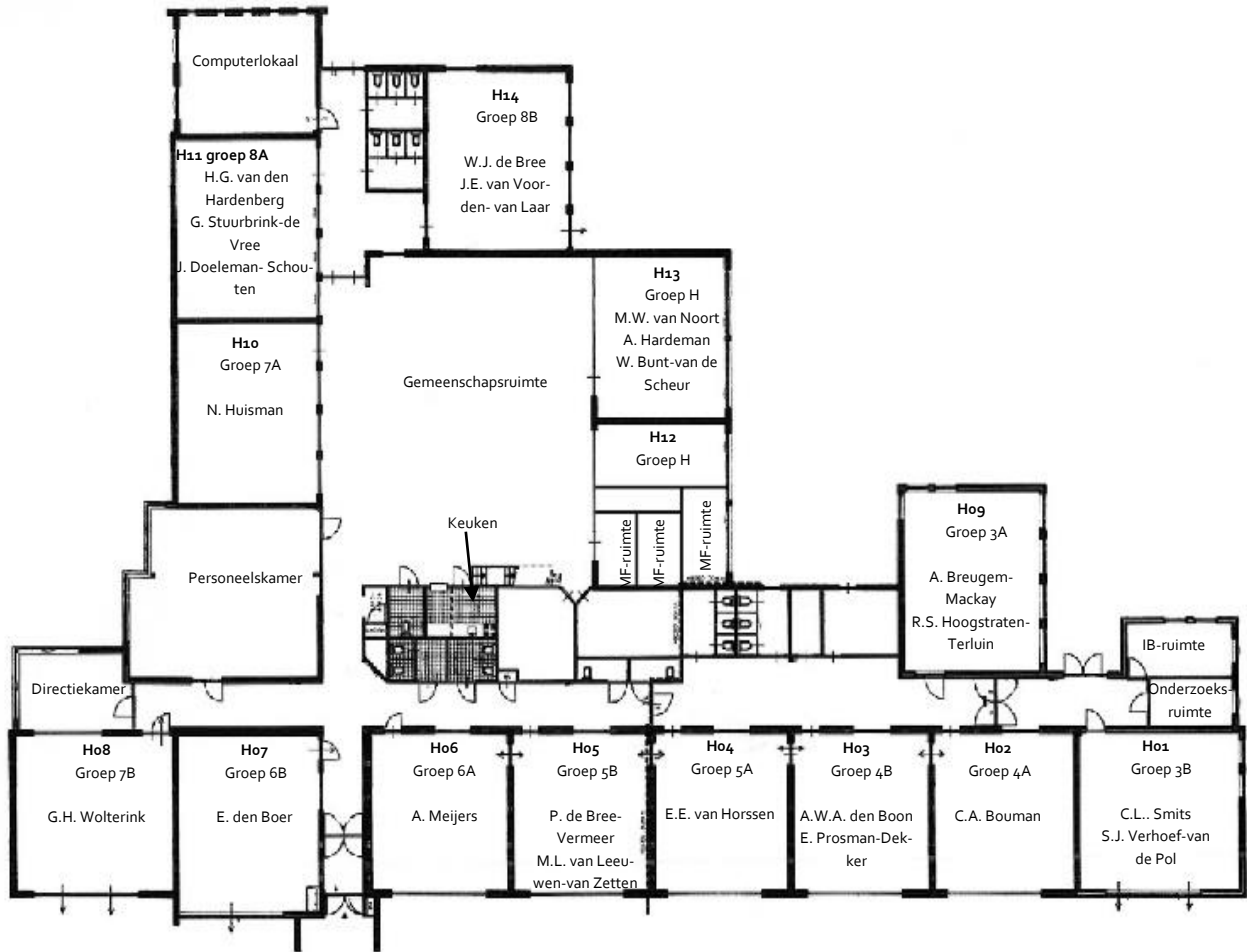 Computerlokaal
H14
Groep 8B
W.J. de Bree
J.E. van Voor-
den- van Laar
H11 groep 8A
H.G. van den
Hardenberg
G. Stuurbrink-de
Vree
J. Doeleman- Schou-
ten
H13
Groep H
M.W. van Noort
A. Hardeman
W. Bunt-van de
Scheur
H10
Groep 7A
N. Huisman
Gemeenschapsruimte
H12
Groep H
MF-ruimte
MF-ruimte
MF-ruimte
Keuken
H09
Groep 3A
A. Breugem-
Mackay
R.S. Hoogstraten-
Terluin
Personeelskamer
IB-ruimte
Directiekamer
Onderzoeks-
ruimte
H08
Groep 7B
G.H. Wolterink
H07
Groep 6B
E. den Boer
H06
Groep 6A
A. Meijers
H05
Groep 5B
P. de Bree-
Vermeer
M.L. van Leeu-
wen-van Zetten
H04
Groep 5A
E.E. van Horssen
H03
Groep 4B
A.W.A. den Boon
E. Prosman-Dek-
ker
H02
Groep 4A
C.A. Bouman
H01
Groep 3B
C.L.. Smits
S.J. Verhoef-van
de Pol